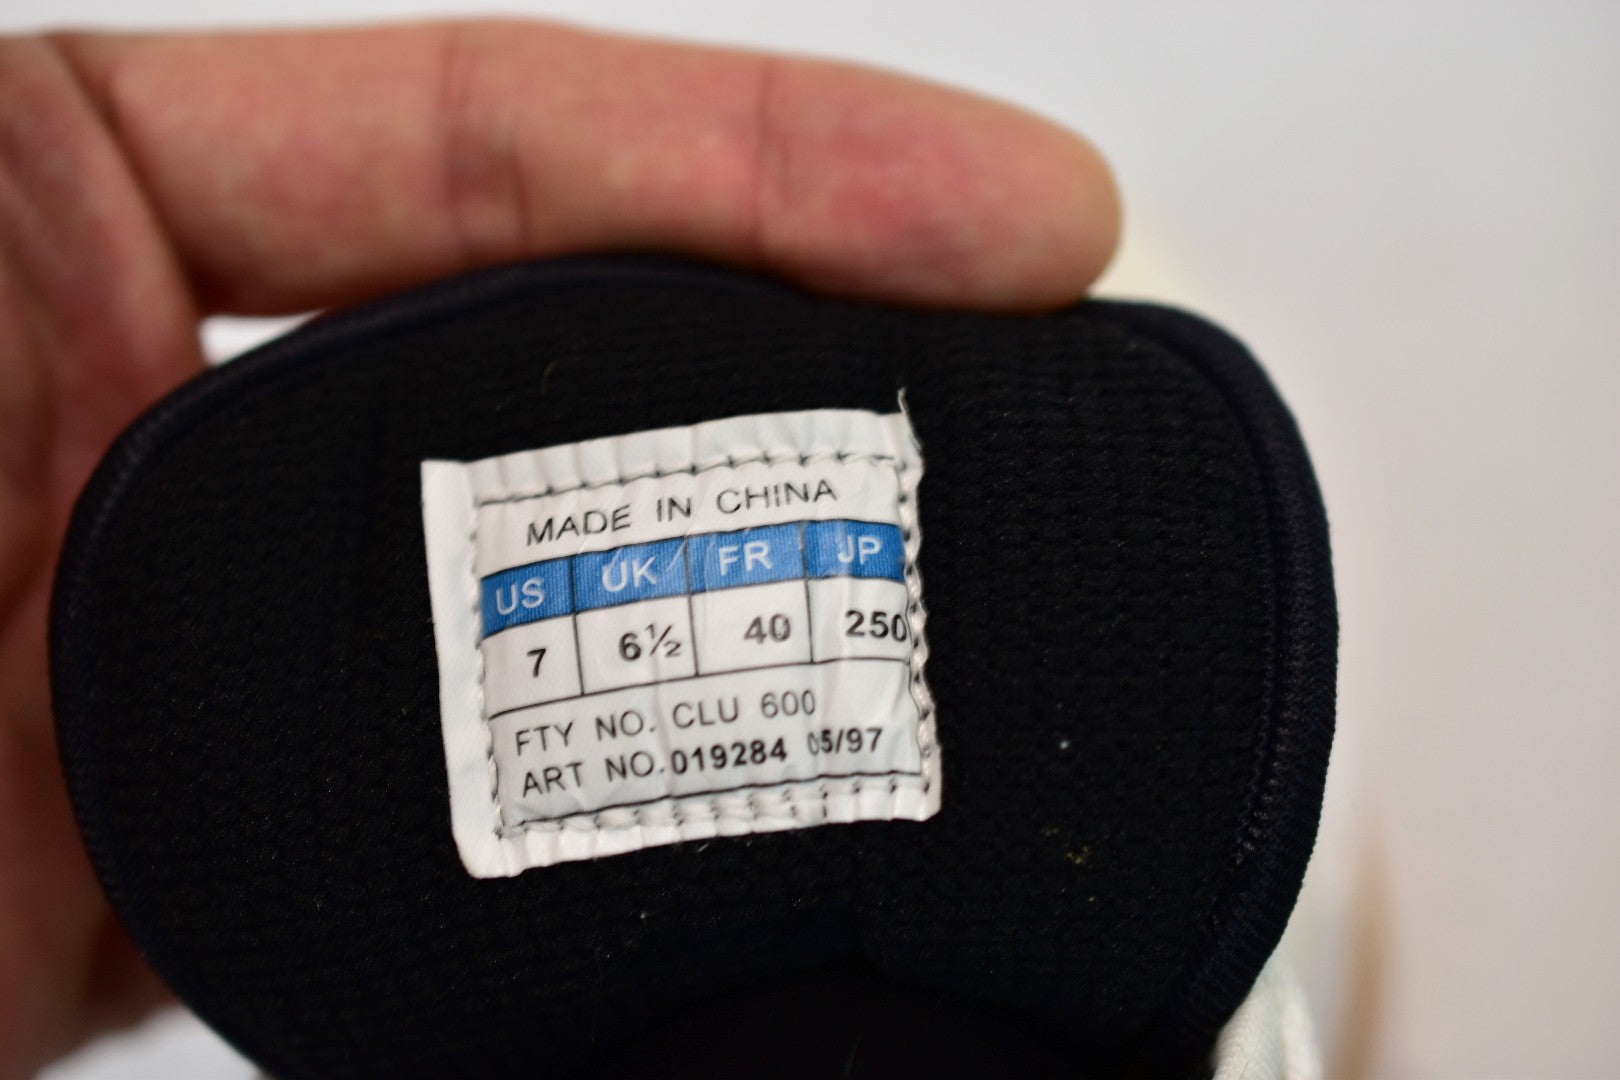 MADE IN CHINA
US UK FR JP
7 6½ 40 250
FTY NO. CLU 600
ART NO. 019284 05/97